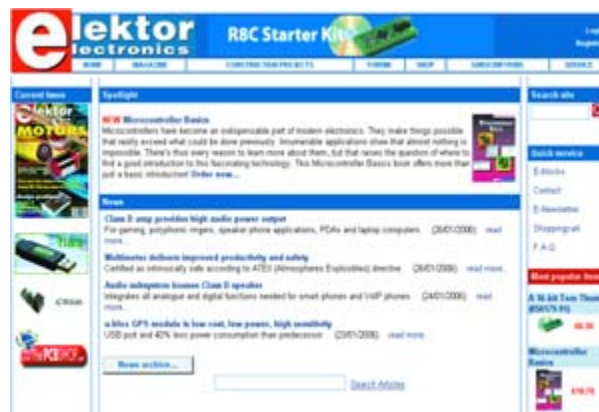 elektor
electronics
R8C Starter Kit
HOME MAGAZINE CONSTRUCTION PROJECTS FORUM SHOP SUBSCRIPTIONS SERVICE
Current Issue
elektor
MOTORS
Spotlight
NEW Microcontroller Basics
Microcontrollers have become an indispensable part of modern electronics. They make things possible
that vastly exceed what could be done previously. Innumerable applications show that almost nothing is
impossible. There's thus every reason to learn more about them, but that raises the question of where to
find a good introduction to this fascinating technology. This Microcontroller Basics book offers more than
just a basic introduction! Order now...
News
Class D amp provides high audio power output
For gaming, polyphonic ringers, speaker phone applications, PDAs and laptop computers. (26/01/2006) read
more...
Multimeter delivers improved productivity and safety
Certified as intrinsically safe according to ATEX (Atmospheres Explosibles) directive (26/01/2006) read more...
Audio subsystem houses Class D speaker
Integrates all analogue and digital functions needed for smart phones and VoIP phones (24/01/2006) read
more...
u-blox GPS module is low cost, low power, high sensitivity
USB port and 40% less power consumption than predecessor (23/01/2006) read more...
News archive...
Search Articles
Search site
Quick service
E-blocks
Contact
E-Newsletter
Shopping cart
F.A.Q.
Most popular items
A 16-bit Tom Thumb
Microcontroller
Basics
ThePCBShop